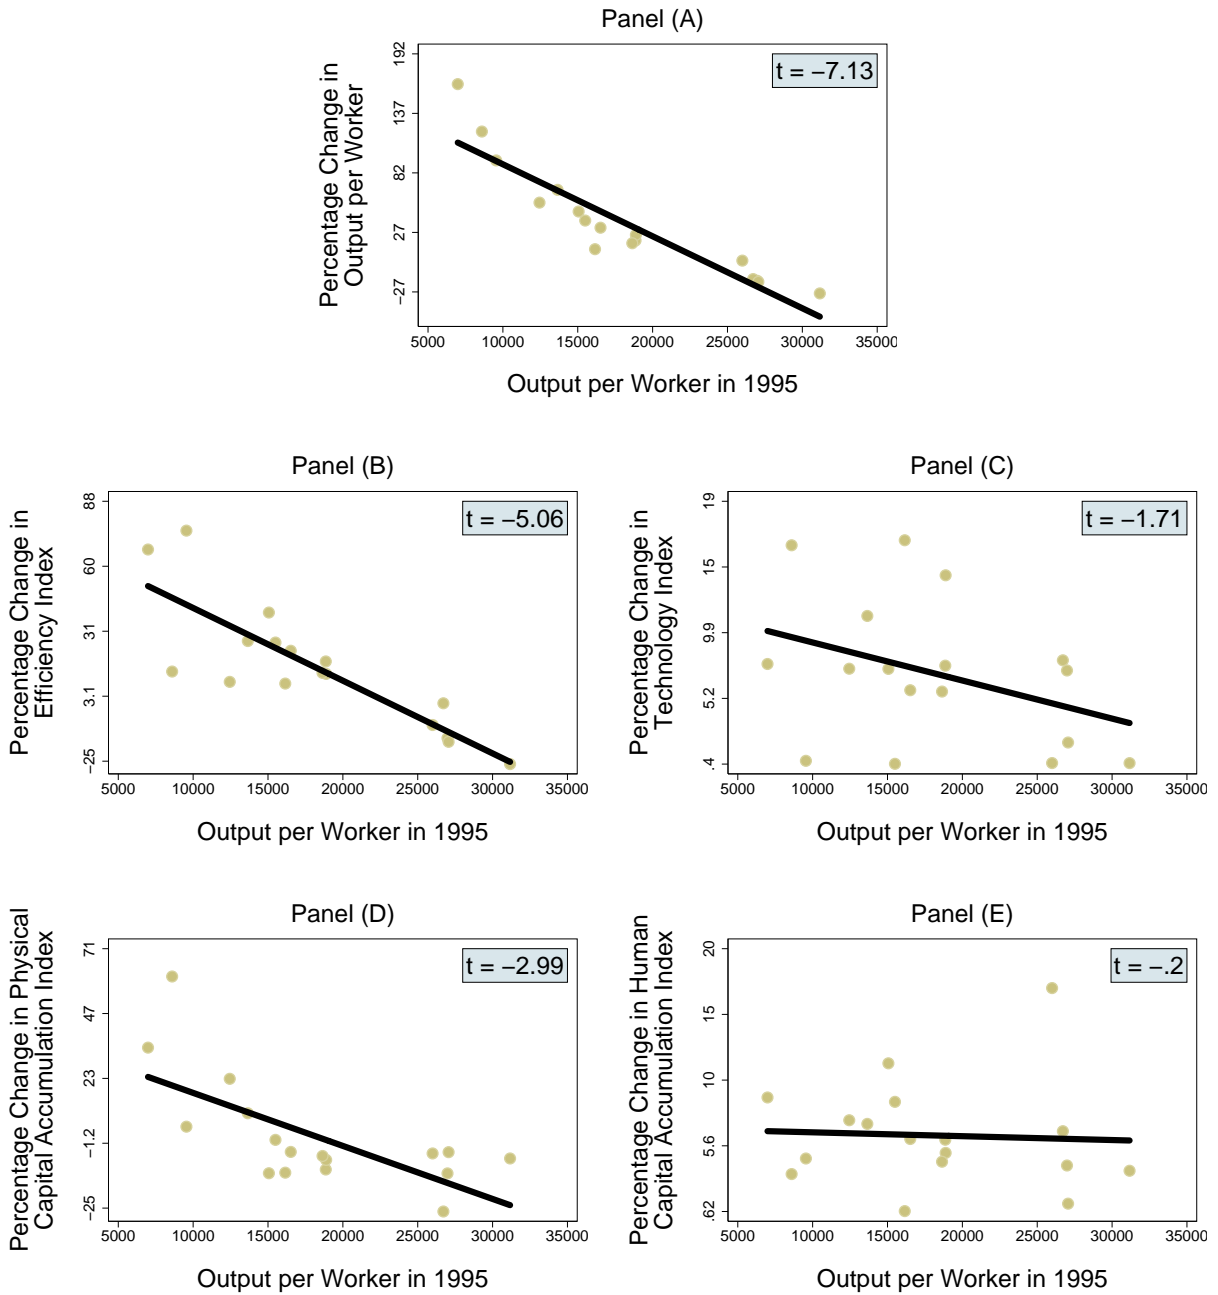 Panel (A)
Percentage Change in
Output per Worker
192
137
82
27
−27
t = −7.13
5000 10000 15000 20000 25000 30000 35000
Output per Worker in 1995
Panel (B)
Percentage Change in
Efficiency Index
88
60
31
3.1
−25
t = −5.06
5000 10000 15000 20000 25000 30000 35000
Output per Worker in 1995
Panel (C)
Percentage Change in
Technology Index
19
15
9.9
5.2
.4
t = −1.71
5000 10000 15000 20000 25000 30000 35000
Output per Worker in 1995
Panel (D)
Percentage Change in Physical
Capital Accumulation Index
71
47
23
−1.2
−25
t = −2.99
5000 10000 15000 20000 25000 30000 35000
Output per Worker in 1995
Panel (E)
Percentage Change in Human
Capital Accumulation Index
20
15
10
5.6
.62
t = −.2
5000 10000 15000 20000 25000 30000 35000
Output per Worker in 1995